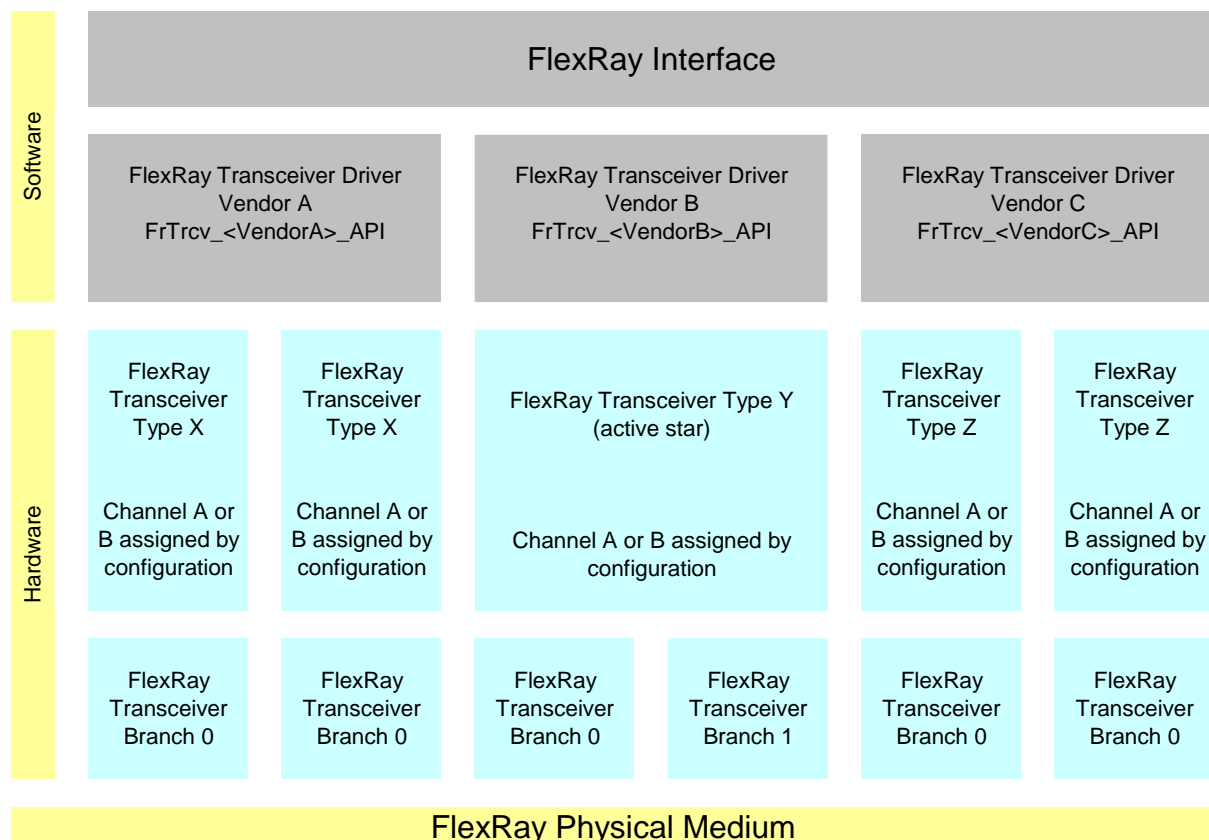 Software
FlexRay Interface
FlexRay Transceiver Driver
Vendor A
FrTrcv_<VendorA>_API
FlexRay Transceiver Driver
Vendor B
FrTrcv_<VendorB>_API
FlexRay Transceiver Driver
Vendor C
FrTrcv_<VendorC>_API
Hardware
FlexRay
Transceiver
Type X
Channel A or
B assigned by
configuration
FlexRay
Transceiver
Type X
Channel A or
B assigned by
configuration
FlexRay Transceiver Type Y
(active star)
Channel A or B assigned by
configuration
FlexRay
Transceiver
Type Z
Channel A or
B assigned by
configuration
FlexRay
Transceiver
Type Z
Channel A or
B assigned by
configuration
FlexRay
Transceiver
Branch 0
FlexRay
Transceiver
Branch 0
FlexRay
Transceiver
Branch 0
FlexRay
Transceiver
Branch 1
FlexRay
Transceiver
Branch 0
FlexRay
Transceiver
Branch 0
FlexRay Physical Medium